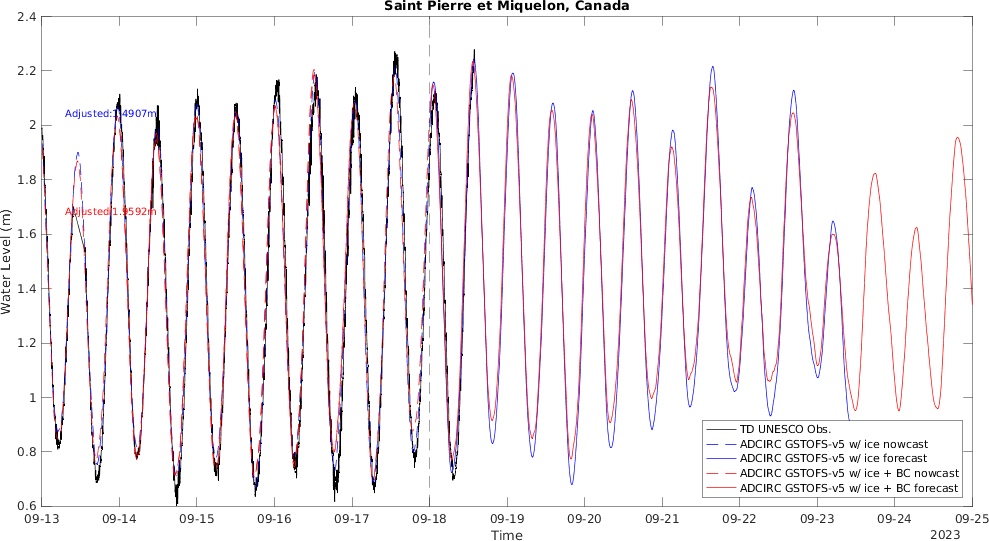 Saint Pierre et Miquelon, Canada
2.4
2.2
2
1.8
1.6
1.4
1.2
1
0.8
0.6
Water Level (m)
Adjusted:1.4907m
Adjusted:1.9592m
TD UNESCO Obs.
ADCIRC GSTOFS-v5 w/ ice nowcast
ADCIRC GSTOFS-v5 w/ ice forecast
ADCIRC GSTOFS-v5 w/ ice + BC nowcast
ADCIRC GSTOFS-v5 w/ ice + BC forecast
09-13 09-14 09-15 09-16 09-17 09-18 09-19 09-20 09-21 09-22 09-23 09-24 09-25
Time
2023